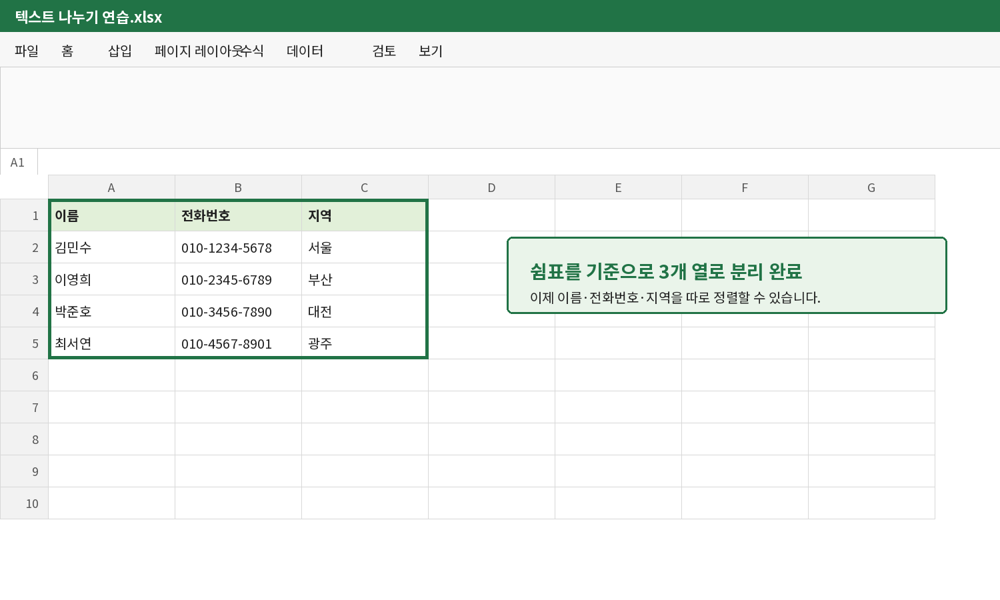 텍스트 나누기 연습.xlsx
파일 홈 삽입 페이지 레이아웃 수식 데이터 검토 보기
A1
A B C D E F G
1 이름 전화번호 지역
2 김민수 010-1234-5678 서울
3 이영희 010-2345-6789 부산
4 박준호 010-3456-7890 대전
5 최서연 010-4567-8901 광주
6
7
8
9
10
쉼표를 기준으로 3개 열로 분리 완료
이제 이름·전화번호·지역을 따로 정렬할 수 있습니다.